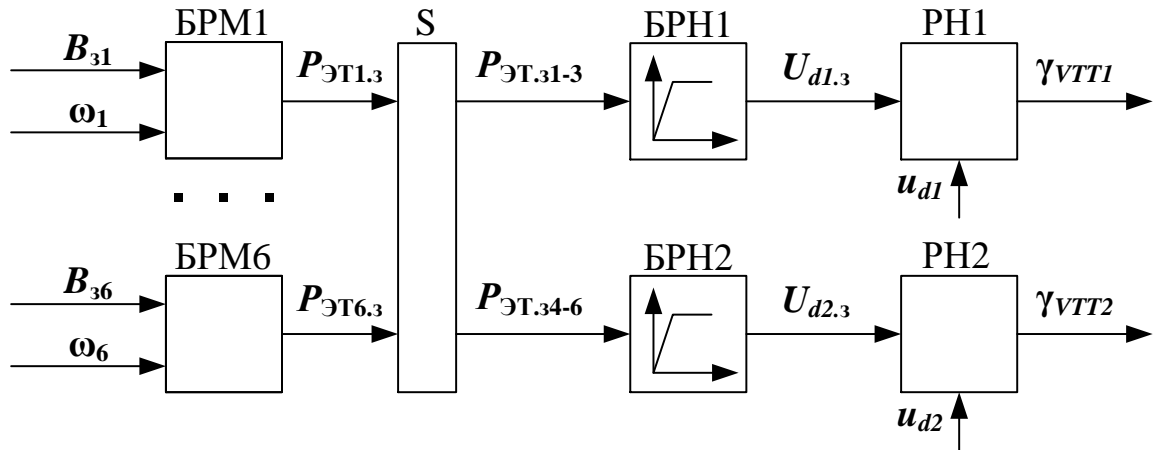 БРМ1 S БРН1 РН1
Bз1 PЭТ1.з PЭТ.з1-3 Ud1.з γVTT1
ω1
ud1
БРМ6 БРН2 РН2
Bз6 PЭТ6.з PЭТ.з4-6 Ud2.з γVTT2
ω6
ud2